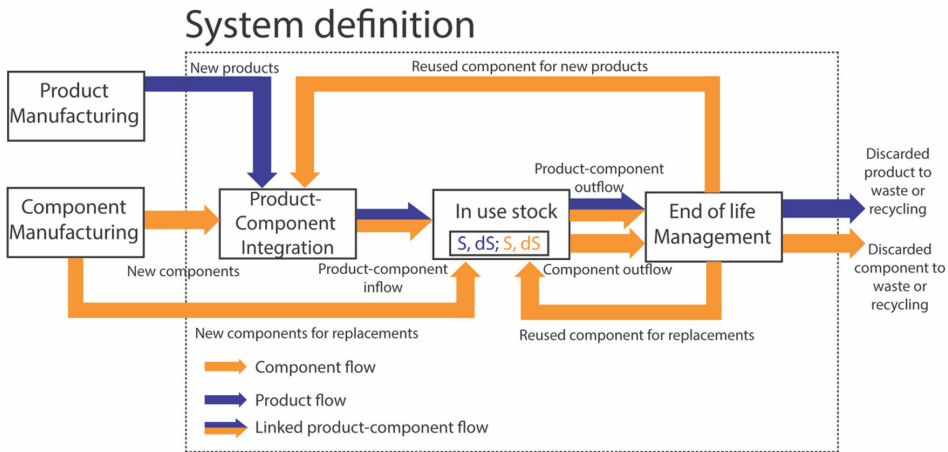 System definition
New products
Reused component for new products
Product
Manufacturing
Component
Manufacturing
New components
Product-
Component
Integration
Product-component
inflow
In use stock
S, dS; S, dS
Product-component
outflow
Component outflow
End of life
Management
Discarded
product to
waste or
recycling
Discarded
component to
waste or
recycling
New components for replacements
Reused component for replacements
Component flow
Product flow
Linked product-component flow